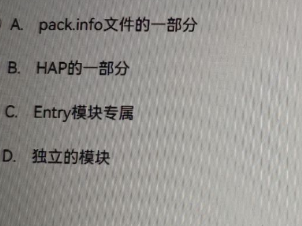 A. pack.info文件的一部分
B. HAP的一部分
C. Entry模块专属
D. 独立的模块